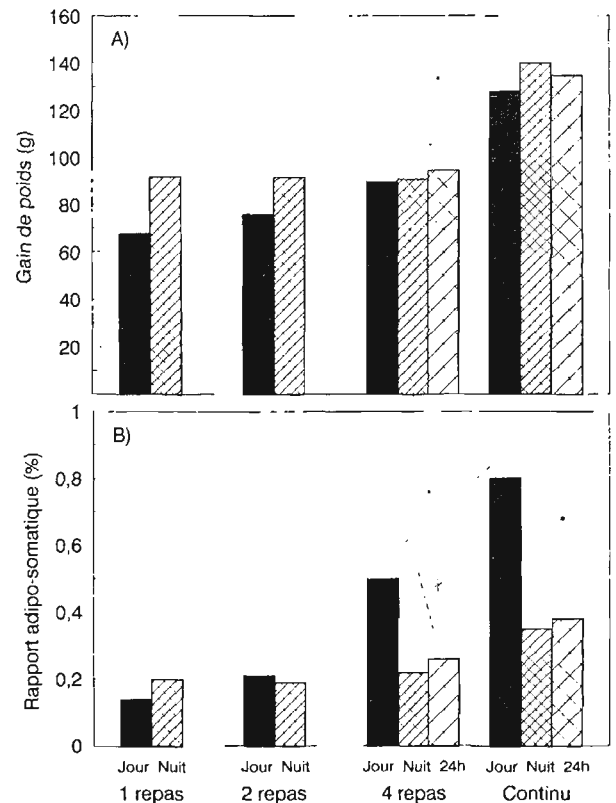 A)
Gain de poids (g)
160
140
120
100
80
60
40
20
B)
Rapport adipo-somatique (%)
1
0,8
0,6
0,4
0,2
0
Jour Nuit Jour Nuit Jour Nuit 24h Jour Nuit 24h
1 repas 2 repas 4 repas Continu